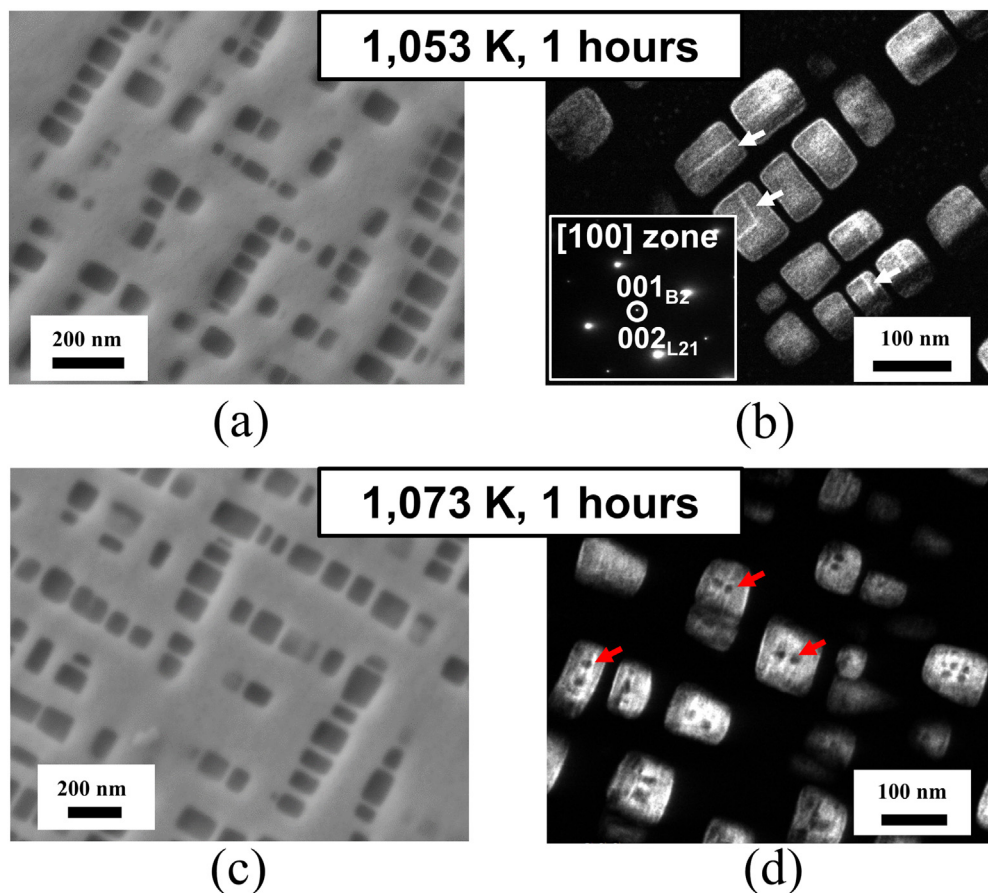 1,053 K, 1 hours
200 nm
[100] zone
001B2
002L21
100 nm
(a)
(b)
1,073 K, 1 hours
200 nm
100 nm
(c)
(d)